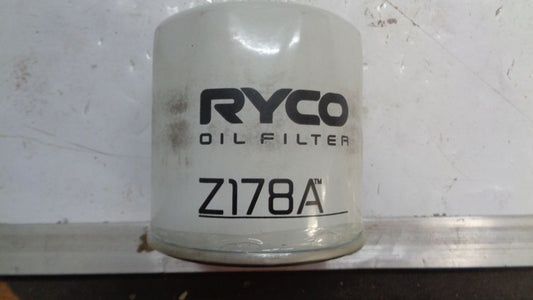 RYCO
OIL FILTER
Z178A™